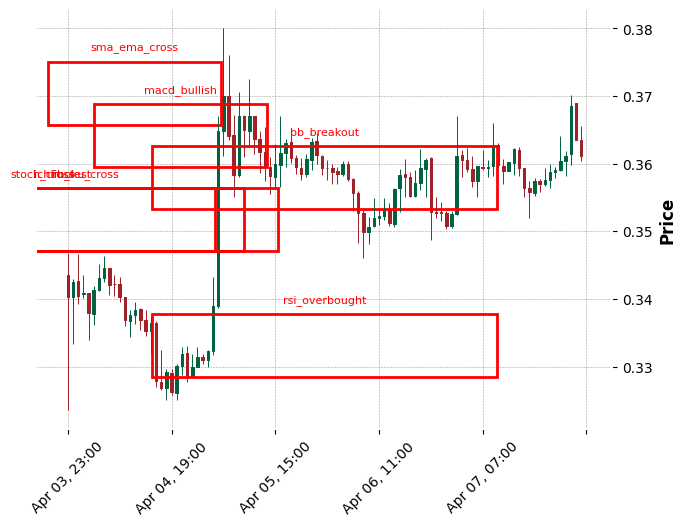 sma_ema_cross
macd_bullish
bb_breakout
rsi_overbought
0.38
0.37
0.36
0.35
0.34
0.33
Price
Apr 03, 23:00
Apr 04, 19:00
Apr 05, 15:00
Apr 06, 11:00
Apr 07, 07:00